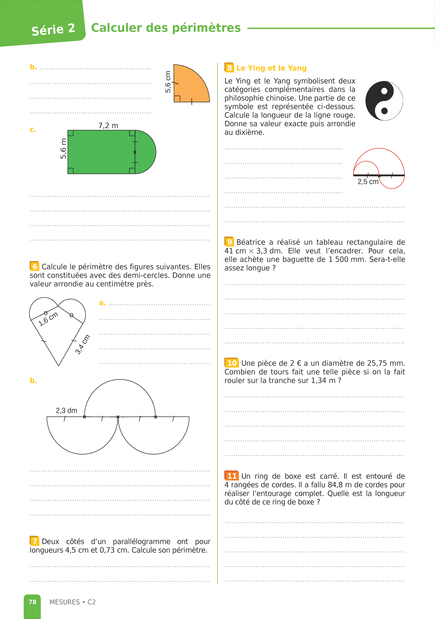 Série 2
Calculer des périmètres
b.
5,6 cm
c.
7,2 m
5,6 m
6 Calcule le périmètre des figures suivantes. Elles
sont constituées avec des demi-cercles. Donne une
valeur arrondie au centimètre près.
a.
1,6 cm
3,4 cm
b.
2,3 dm
7 Deux côtés d'un parallélogramme ont pour
longueurs 4,5 cm et 0,73 cm. Calcule son périmètre.
8 Le Ying et le Yang
Le Ying et le Yang symbolisent deux
catégories complémentaires dans la
philosophie chinoise. Une partie de ce
symbole est représentée ci-dessous.
Calcule la longueur de la ligne rouge.
Donne sa valeur exacte puis arrondie
au dixième.
2,5 cm
9 Béatrice a réalisé un tableau rectangulaire de
41 cm × 3,3 dm. Elle veut l'encadrer. Pour cela,
elle achète une baguette de 1 500 mm. Sera-t-elle
assez longue ?
10 Une pièce de 2 € a un diamètre de 25,75 mm.
Combien de tours fait une telle pièce si on la fait
rouler sur la tranche sur 1,34 m ?
11 Un ring de boxe est carré. Il est entouré de
4 rangées de cordes. Il a fallu 84,8 m de cordes pour
réaliser l'entourage complet. Quelle est la longueur
du côté de ce ring de boxe ?
78 MESURES • C2